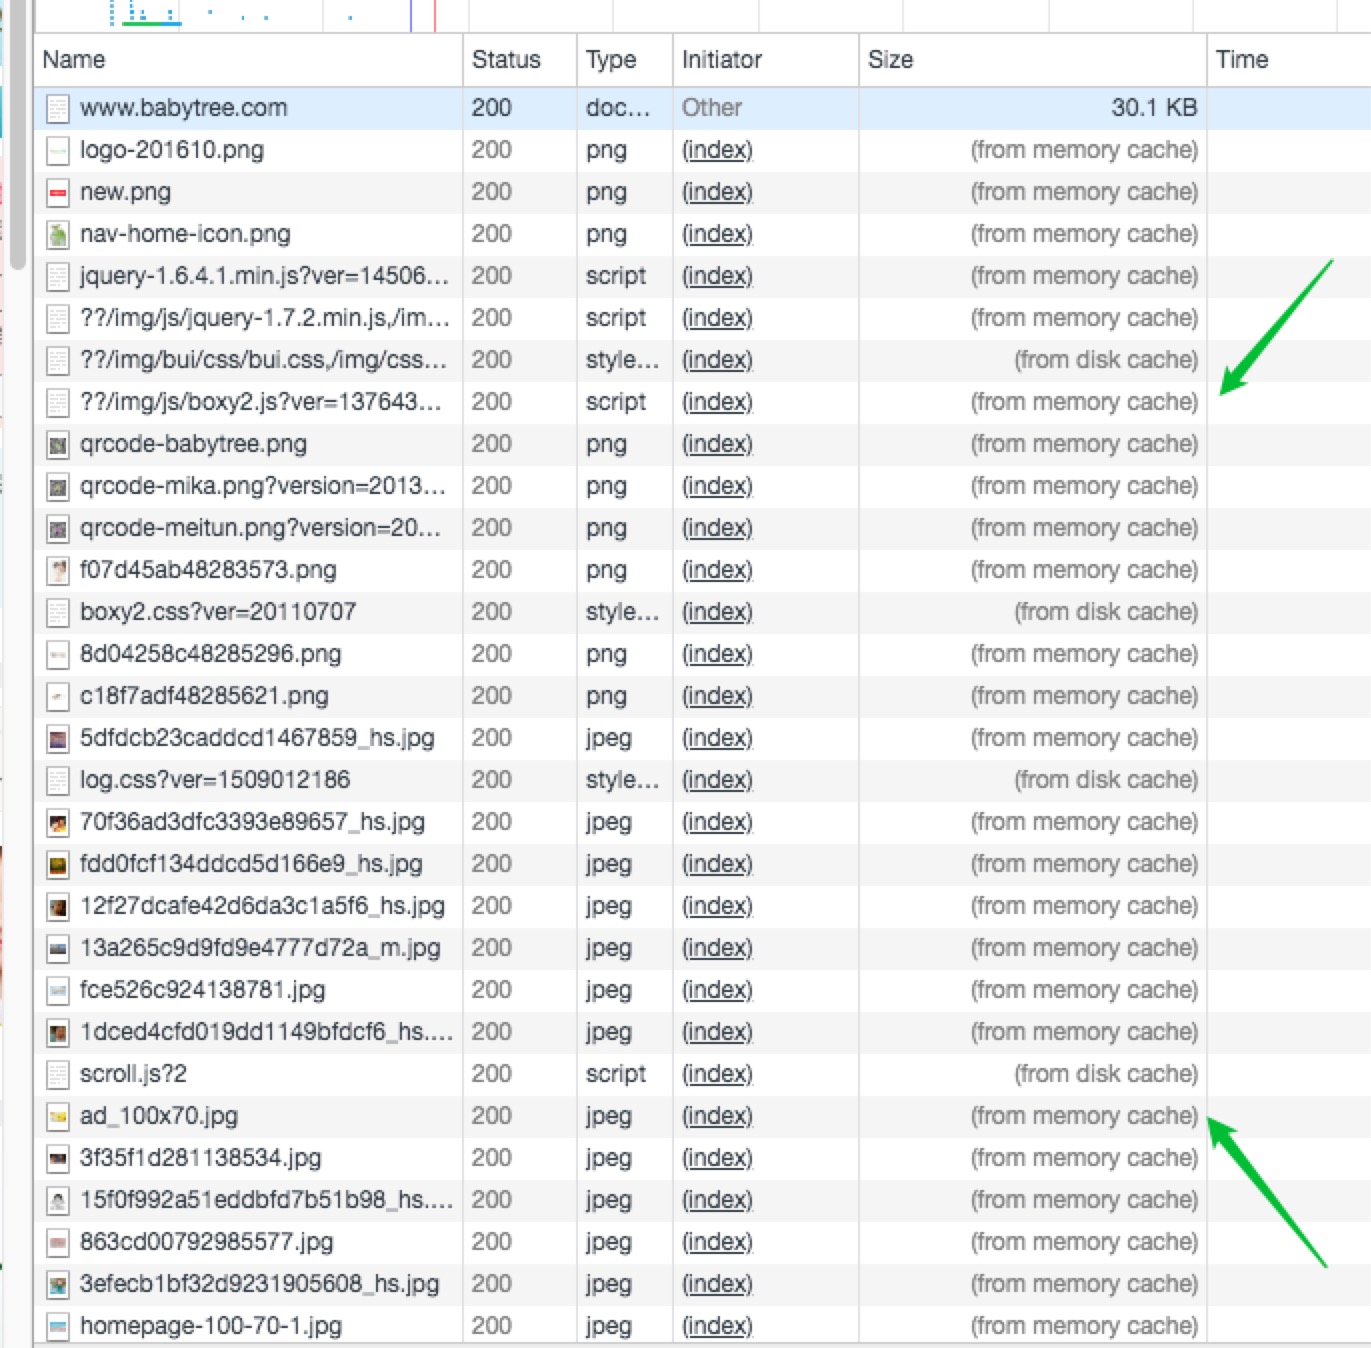 Name Status Type Initiator Size Time
www.babytree.com 200 doc... Other 30.1 KB
logo-201610.png 200 png (index) (from memory cache)
new.png 200 png (index) (from memory cache)
nav-home-icon.png 200 png (index) (from memory cache)
jquery-1.6.4.1.min.js?ver=14506... 200 script (index) (from memory cache)
??/img/js/jquery-1.7.2.min.js,/im... 200 script (index) (from memory cache)
??/img/bui/css/bui.css,/img/css... 200 style... (index) (from disk cache)
??/img/js/boxy2.js?ver=137643... 200 script (index) (from memory cache)
qrcode-babytree.png 200 png (index) (from memory cache)
qrcode-mika.png?version=2013... 200 png (index) (from memory cache)
qrcode-meitun.png?version=20... 200 png (index) (from memory cache)
f07d45ab48283573.png 200 png (index) (from memory cache)
boxy2.css?ver=20110707 200 style... (index) (from disk cache)
8d04258c48285296.png 200 png (index) (from memory cache)
c18f7adf48285621.png 200 png (index) (from memory cache)
5dfdcb23caddcd1467859_hs.jpg 200 jpeg (index) (from memory cache)
log.css?ver=1509012186 200 style... (index) (from disk cache)
70f36ad3dfc3393e89657_hs.jpg 200 jpeg (index) (from memory cache)
fdd0fcf134ddcd5d166e9_hs.jpg 200 jpeg (index) (from memory cache)
12f27dcafe42d6da3c1a5f6_hs.jpg 200 jpeg (index) (from memory cache)
13a265c9d9fd9e4777d72a_m.jpg 200 jpeg (index) (from memory cache)
fce526c924138781.jpg 200 jpeg (index) (from memory cache)
1dced4cfd019dd1149bfdcf6_hs.... 200 jpeg (index) (from memory cache)
scroll.js?2 200 script (index) (from disk cache)
ad_100x70.jpg 200 jpeg (index) (from memory cache)
3f35f1d281138534.jpg 200 jpeg (index) (from memory cache)
15f0f992a51eddbfd7b51b98_hs.... 200 jpeg (index) (from memory cache)
863cd00792985577.jpg 200 jpeg (index) (from memory cache)
3efecb1bf32d9231905608_hs.jpg 200 jpeg (index) (from memory cache)
homepage-100-70-1.jpg 200 jpeg (index) (from memory cache)